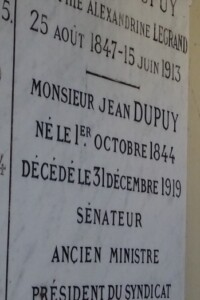 DUPUY
ALEXANDRINE LEGRAND
25 AOÛT 1847-15 JUIN 1913
MONSIEUR JEAN DUPUY
NÉ LE 1ER OCTOBRE 1844
DÉCÉDÉ LE 31 DÉCEMBRE 1919
SÉNATEUR
ANCIEN MINISTRE
PRÉSIDENT DU SYNDICAT